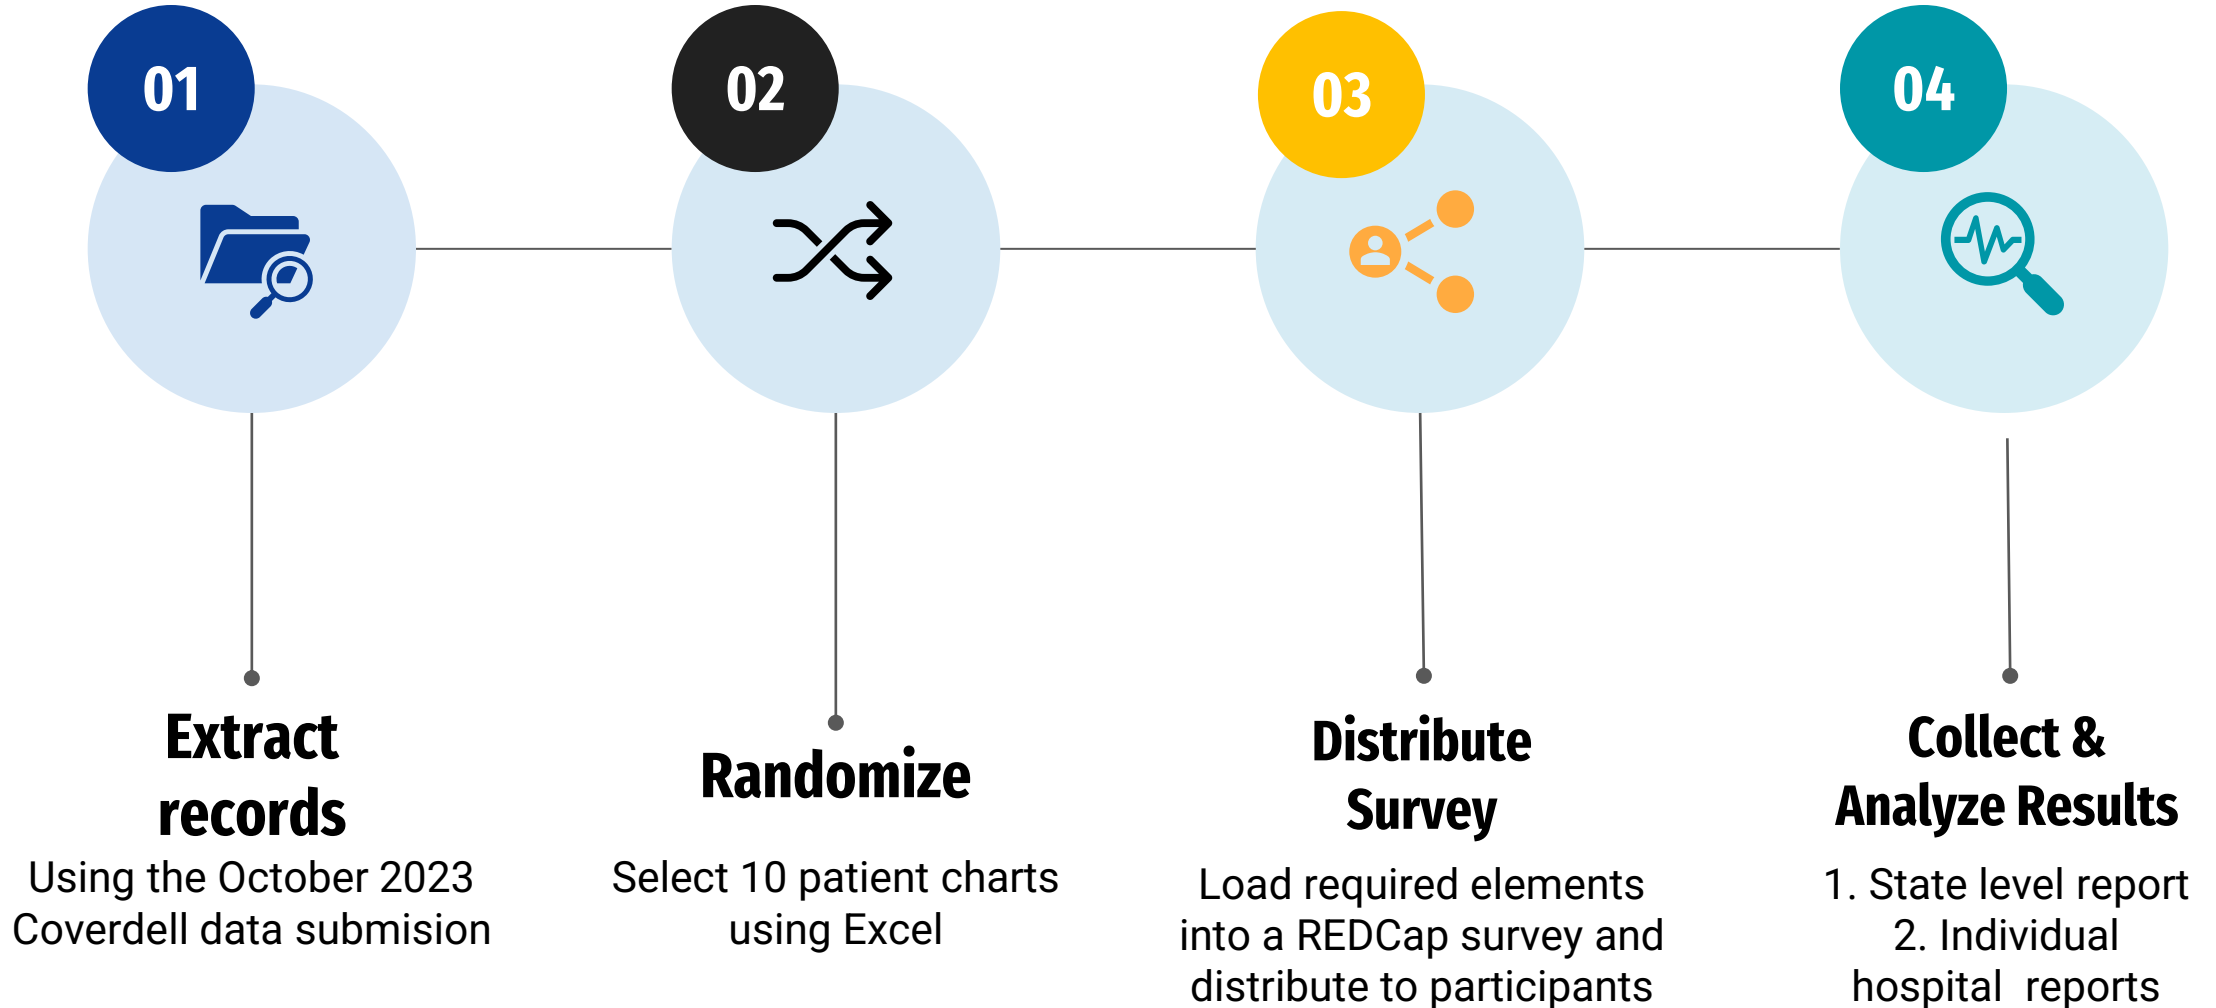 01
Extract
records
Using the October 2023
Coverdell data submision
02
Randomize
Select 10 patient charts
using Excel
03
Distribute
Survey
Load required elements
into a REDCap survey and
distribute to participants
04
Collect &
Analyze Results
1. State level report
2. Individual
hospital  reports